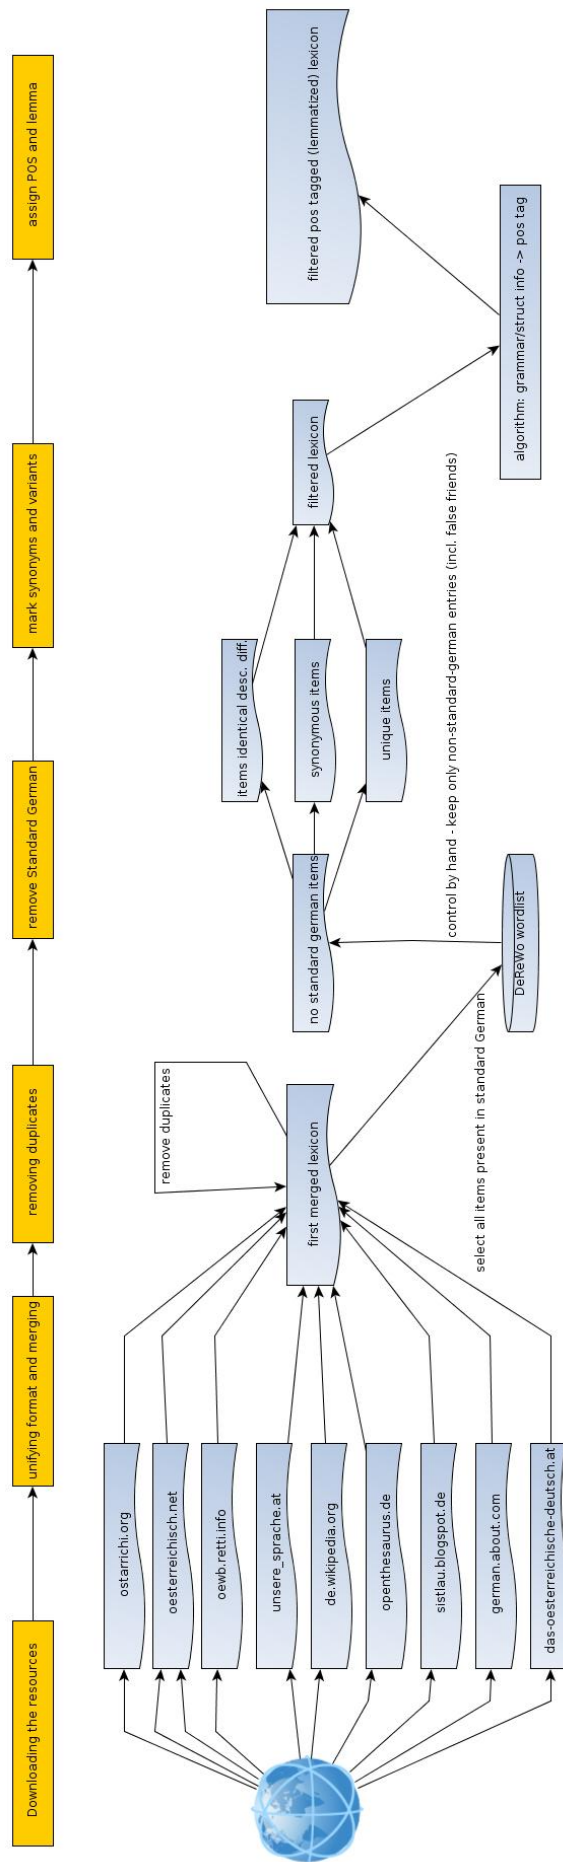 Downloading the resources
unifying format and merging
removing duplicates
remove Standard German
mark synonyms and variants
assign POS and lemma
ostarrichi.org
oesterreichisch.net
oewb.retti.info
unsere_sprache.at
de.wikipedia.org
openthesaurus.de
sistlau.blogspot.de
german.about.com
das-oesterreichische-deutsch.at
remove duplicates
first merged lexicon
select all items present in standard German
DeReWo wordlist
control by hand - keep only non-standard-german entries (incl. false friends)
no standard german items
items identical desc. diff.
synonymous items
unique items
filtered lexicon
algorithm: grammar/struct info -> pos tag
filtered pos tagged (lemmatized) lexicon